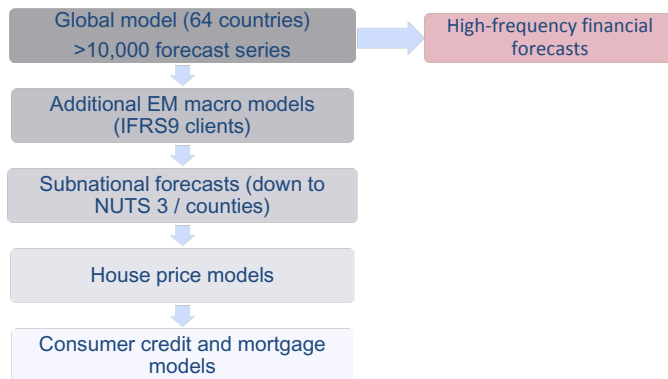 Global model (64 countries)
>10,000 forecast series
High-frequency financial
forecasts
Additional EM macro models
(IFRS9 clients)
Subnational forecasts (down to
NUTS 3 / counties)
House price models
Consumer credit and mortgage
models